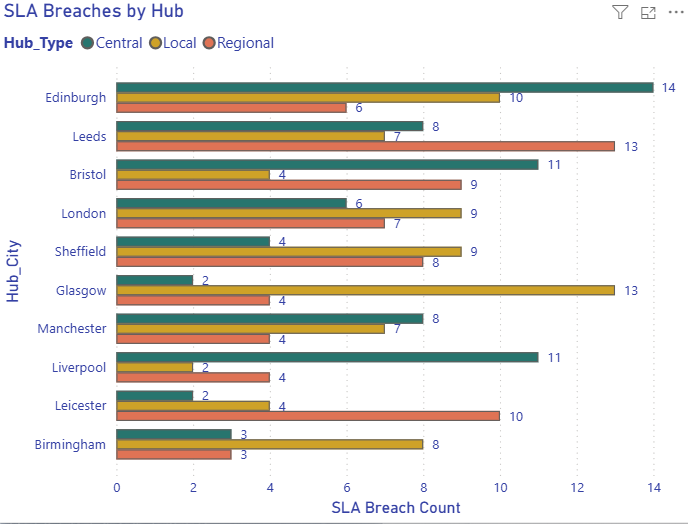 SLA Breaches by Hub
Hub_Type Central Local Regional
Edinburgh 14 10 6
Leeds 8 7 13
Bristol 11 4 9
London 6 9 7
Sheffield 4 9 8
Glasgow 2 13 4
Manchester 8 7 4
Liverpool 11 2 4
Leicester 2 4 10
Birmingham 3 8 3
Hub_City
0 2 4 6 8 10 12 14
SLA Breach Count